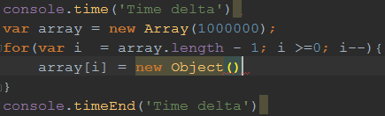 console.time('Time delta')
var array = new Array(1000000);
for(var i  = array.length - 1; i >=0; i--){
    array[i] = new Object()
}
console.timeEnd('Time delta')